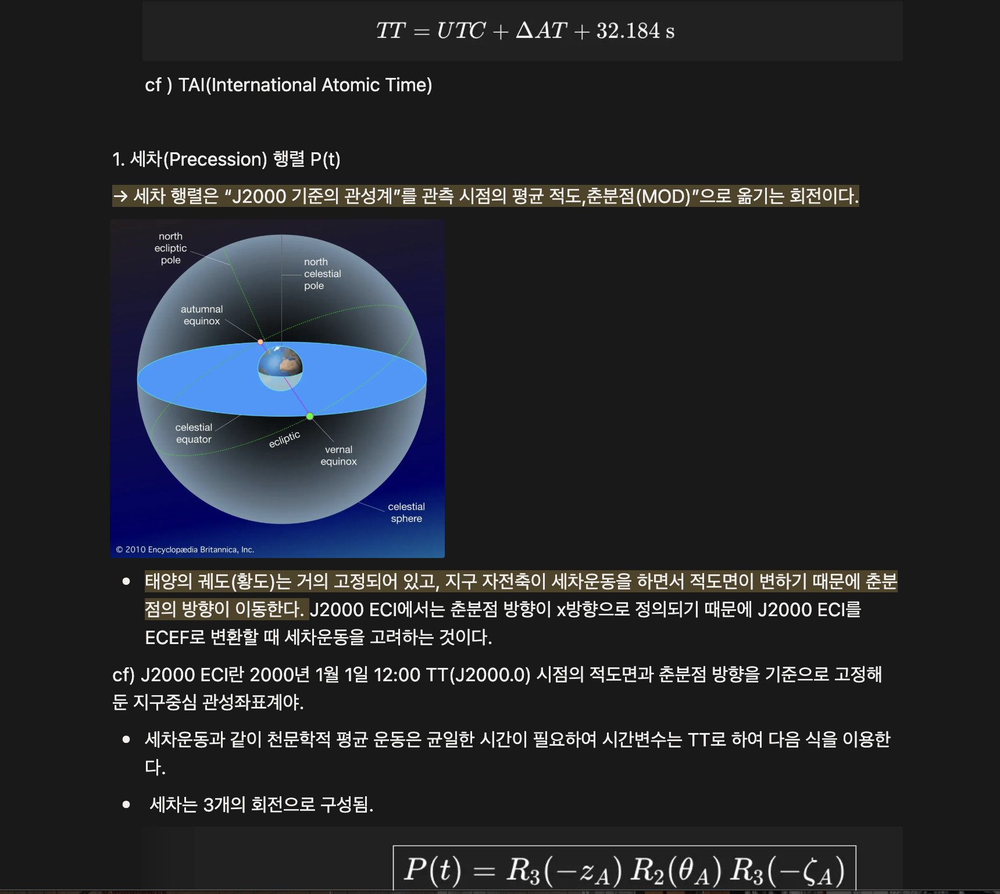 TT = UTC + ΔAT + 32.184 s
cf ) TAI(International Atomic Time)
1. 세차(Precession) 행렬 P(t)
→ 세차 행렬은 “J2000 기준의 관성계”를 관측 시점의 평균 적도,춘분점(MOD)”으로 옮기는 회전이다.
north
ecliptic
pole
north
celestial
pole
autumnal
equinox
celestial
equator
ecliptic
vernal
equinox
celestial
sphere
© 2010 Encyclopædia Britannica, Inc.
• 태양의 궤도(황도)는 거의 고정되어 있고, 지구 자전축이 세차운동을 하면서 적도면이 변하기 때문에 춘분
점의 방향이 이동한다. J2000 ECI에서는 춘분점 방향이 x방향으로 정의되기 때문에 J2000 ECI를
ECEF로 변환할 때 세차운동을 고려하는 것이다.
cf) J2000 ECI란 2000년 1월 1일 12:00 TT(J2000.0) 시점의 적도면과 춘분점 방향을 기준으로 고정해
둔 지구중심 관성좌표계야.
• 세차운동과 같이 천문학적 평균 운동은 균일한 시간이 필요하여 시간변수는 TT로 하여 다음 식을 이용한
다.
• 세차는 3개의 회전으로 구성됨.
P(t) = R₃(−z_A) R₂(θ_A) R₃(−ζ_A)